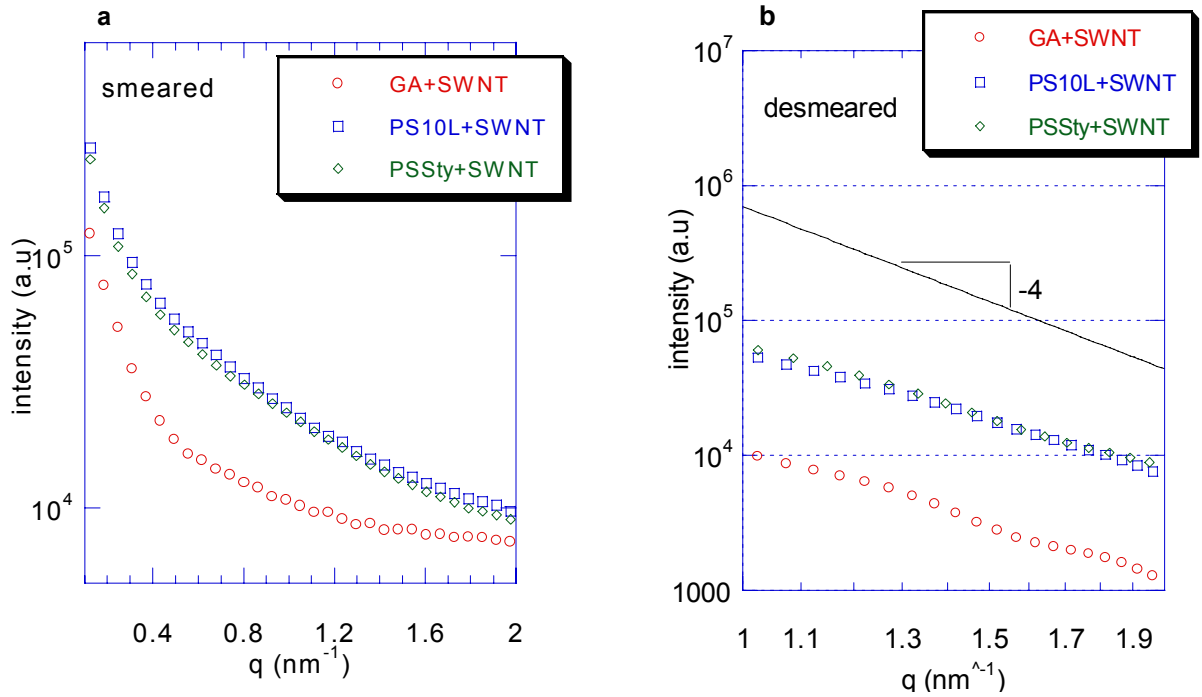 a
smeared
GA+SWNT
PS10L+SWNT
PSSty+SWNT
intensity (a.u)
10^5
10^4
0.4 0.8 1.2 1.6 2
q (nm^-1)
b
desmeared
GA+SWNT
PS10L+SWNT
PSSty+SWNT
intensity (a.u)
10^7
10^6
10^5
10^4
1000
-4
1 1.1 1.3 1.5 1.7 1.9
q (nm^^-1)